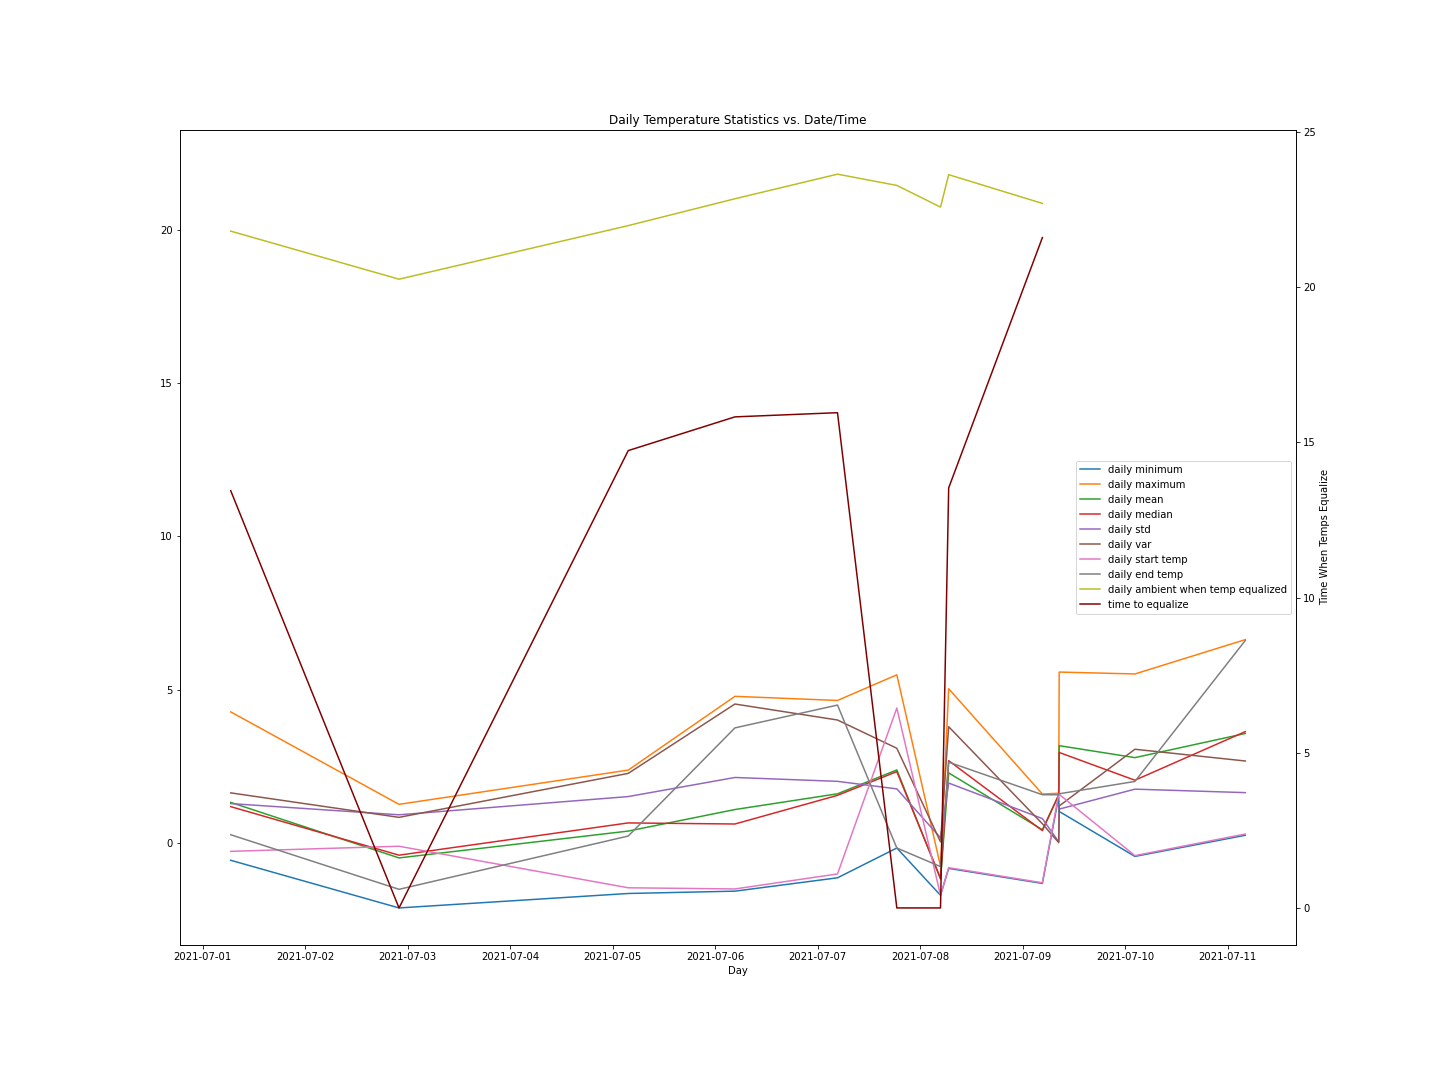 Daily Temperature Statistics vs. Date/Time
25
20
20
15
15
10
10
5
5
0
0
Time When Temps Equalize
daily minimum
daily maximum
daily mean
daily median
daily std
daily var
daily start temp
daily end temp
daily ambient when temp equalized
time to equalize
2021-07-01 2021-07-02 2021-07-03 2021-07-04 2021-07-05 2021-07-06 2021-07-07 2021-07-08 2021-07-09 2021-07-10 2021-07-11
Day